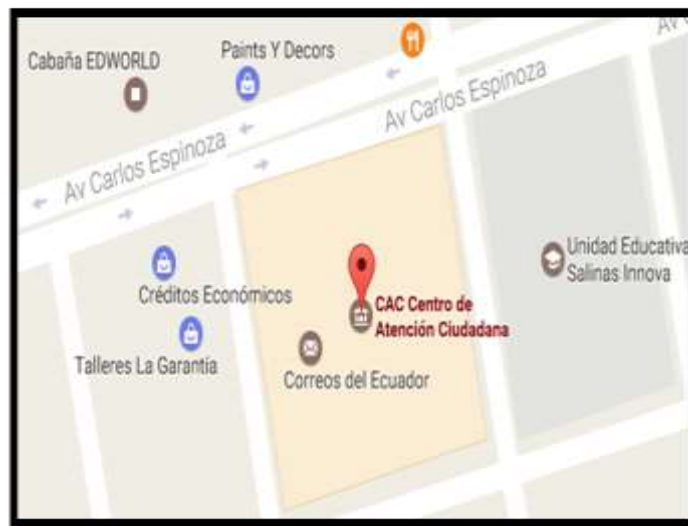 Av C
Cabaña EDWORLD
Paints Y Decors
Av Carlos Espinoza
Av Carlos Espinoza
Unidad Educativa
Salinas Innova
Créditos Económicos
CAC Centro de
Atención Ciudadana
Talleres La Garantía
Correos del Ecuador